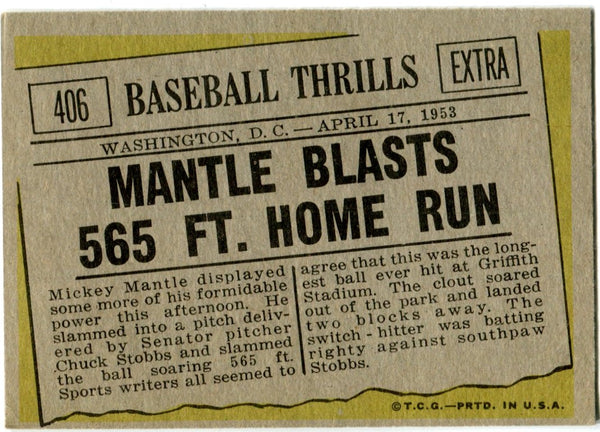 406 BASEBALL THRILLS EXTRA
WASHINGTON, D. C.—APRIL 17, 1953
MANTLE BLASTS
565 FT. HOME RUN
Mickey Mantle displayed
some more of his formidable
power this afternoon. He
slammed into a pitch deliv-
ered by Senator pitcher
Chuck Stobbs and slammed
the ball soaring 565 ft.
Sports writers all seemed to
agree that this was the long-
est ball ever hit at Griffith
Stadium. The clout soared
out of the park and landed
two blocks away. The
switch-hitter was batting
righty against southpaw
Stobbs.
©T.C.G.—PRTD. IN U.S.A.